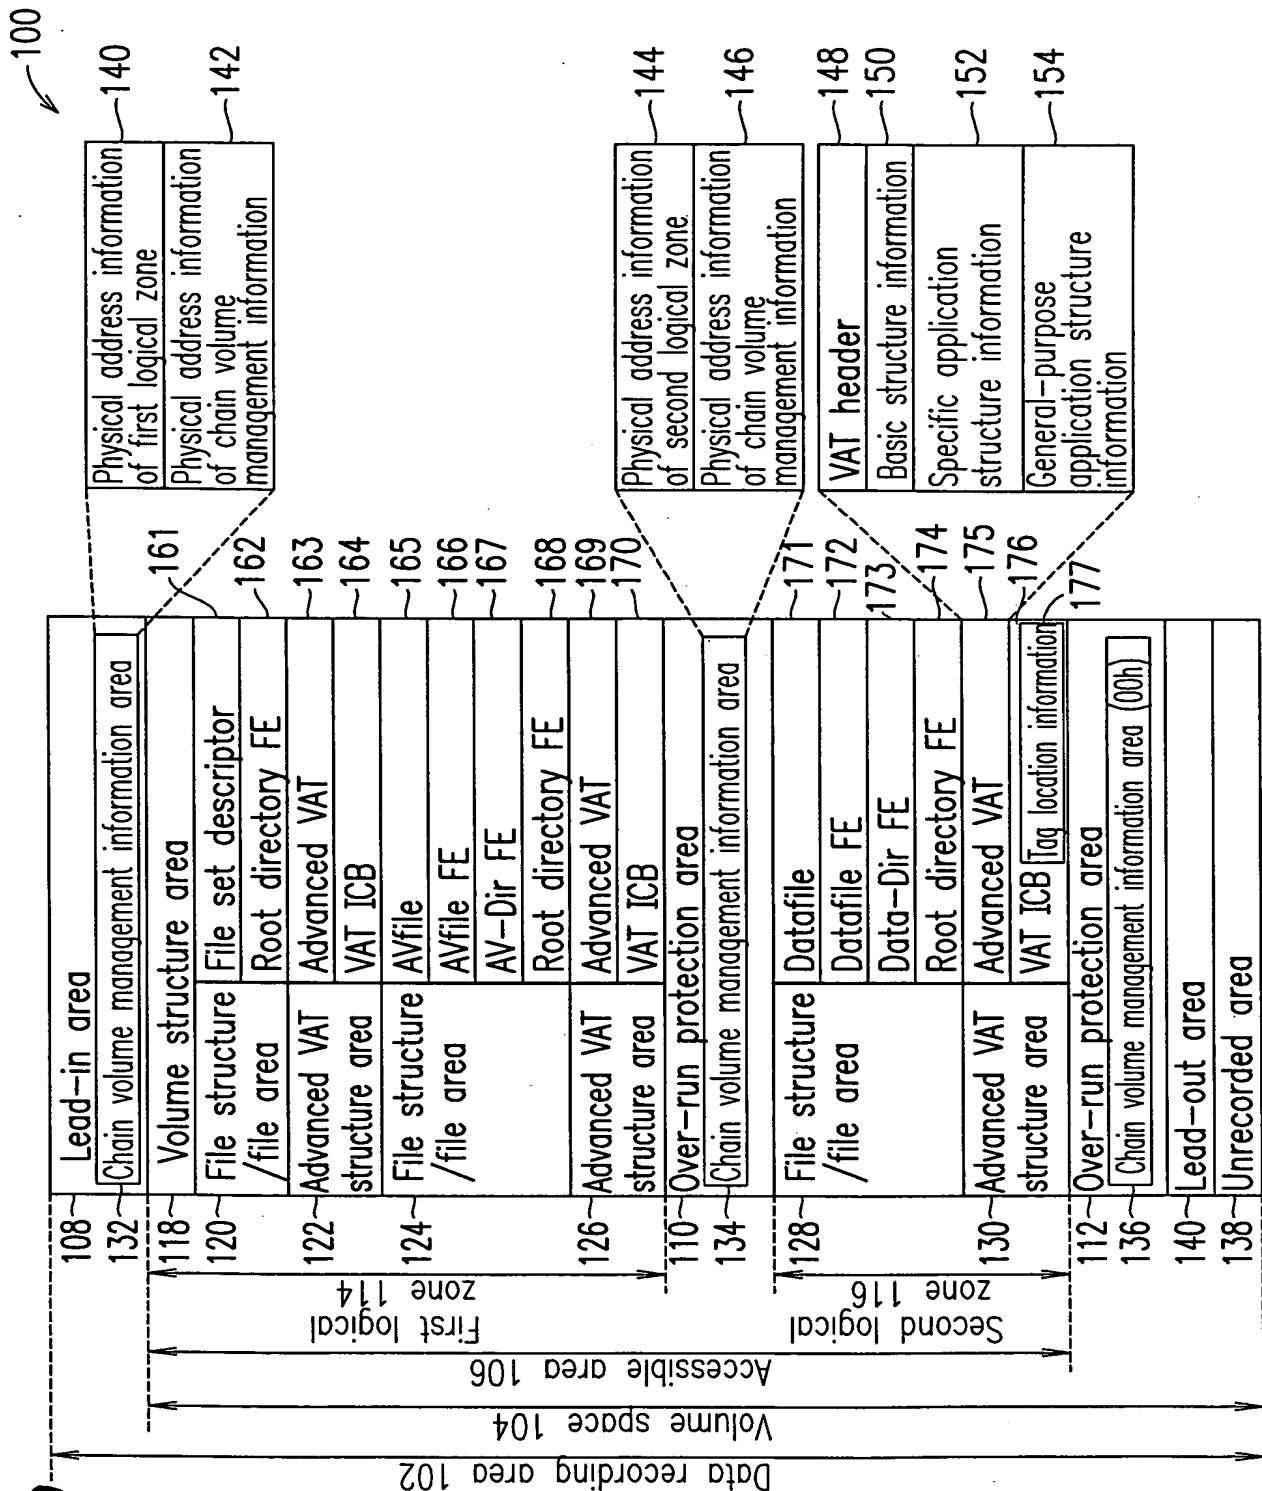 100
Physical address information
of first logical zone
140
Physical address information
of chain volume
management information
142
Physical address information
of second logical zone
144
Physical address information
of chain volume
management information
146
VAT header
148
Basic structure information
150
Specific application
structure information
152
General-purpose
application structure
information
154
108
Lead-in area
132
Chain volume management information area
118
Volume structure area
120
File structure
/file area
File set descriptor
161
Root directory FE
162
122
Advanced VAT
structure area
Advanced VAT
163
VAT ICB
164
124
File structure
/file area
AVfile
165
AVfile FE
166
AV-Dir FE
167
Root directory FE
168
126
Advanced VAT
structure area
Advanced VAT
169
VAT ICB
170
110
Over-run protection area
134
Chain volume management information area
128
File structure
/file area
Datafile
171
Datafile FE
172
Data-Dir FE
173
Root directory FE
174
130
Advanced VAT
structure area
Advanced VAT
175
VAT ICB
176
Tag location information
177
112
Over-run protection area
136
Chain volume management information area (00h)
140
Lead-out area
138
Unrecorded area
First logical
zone 114
Second logical
zone 116
Accessible area 106
Volume space 104
Data recording area 102